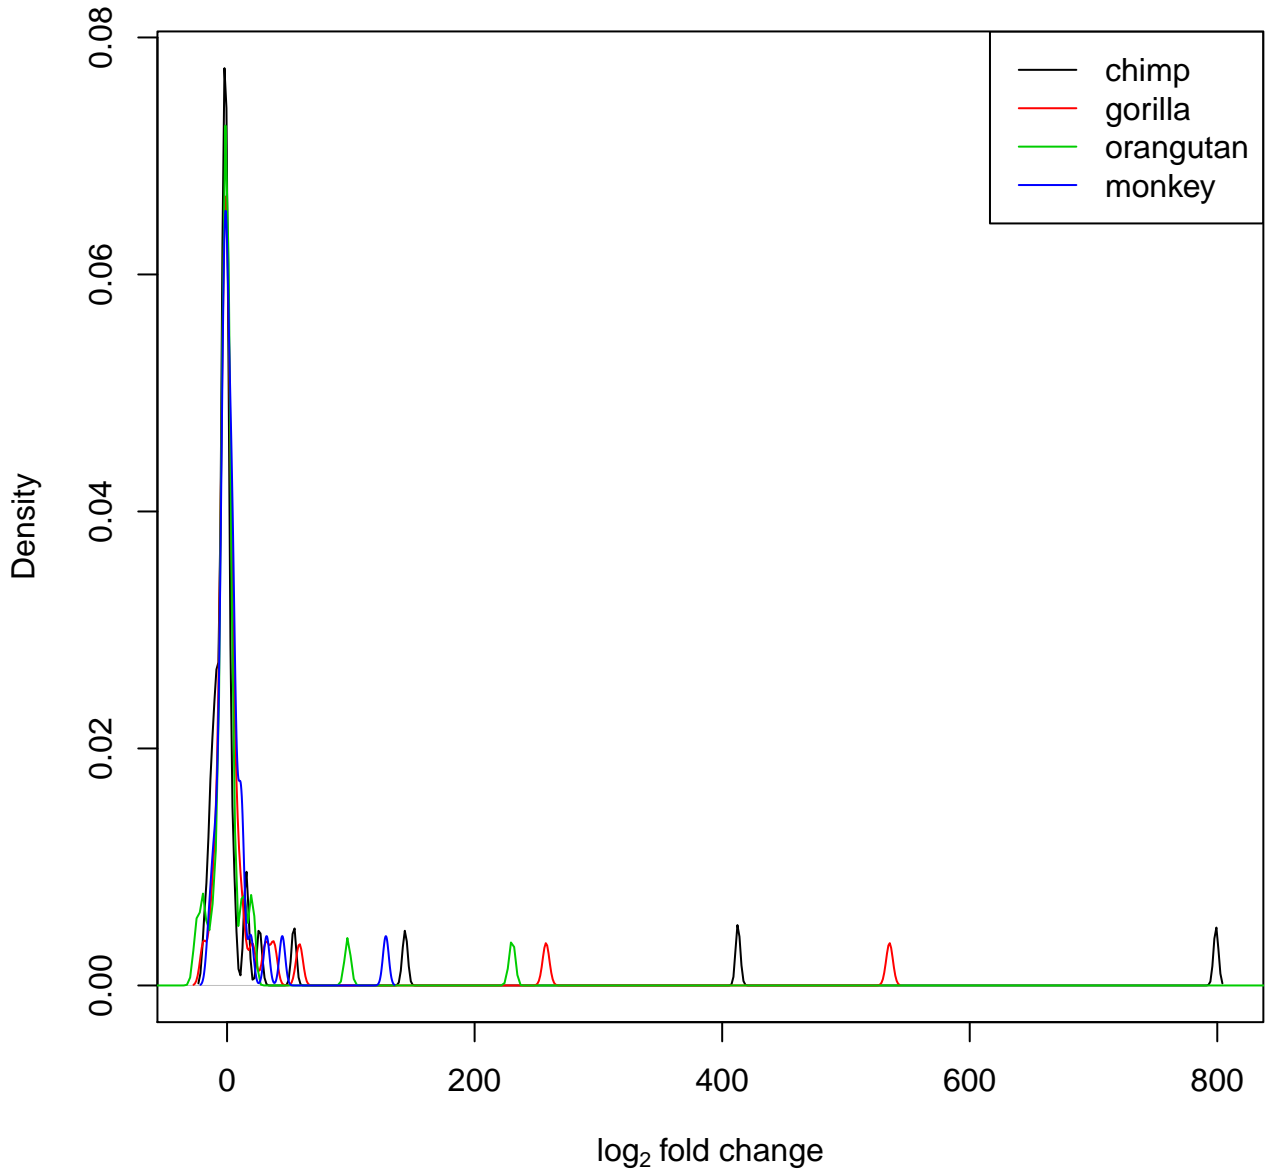 chimp
gorilla
orangutan
monkey
0.08
0.06
0.04
0.02
0.00
Density
0 200 400 600 800
log₂ fold change